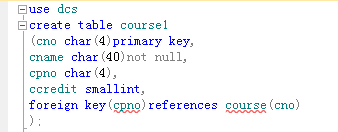 use dcs
create table course1
(cno char(4)primary key,
cname char(40)not null,
cpno char(4),
ccredit smallint,
foreign key(cpno)references course(cno)
);